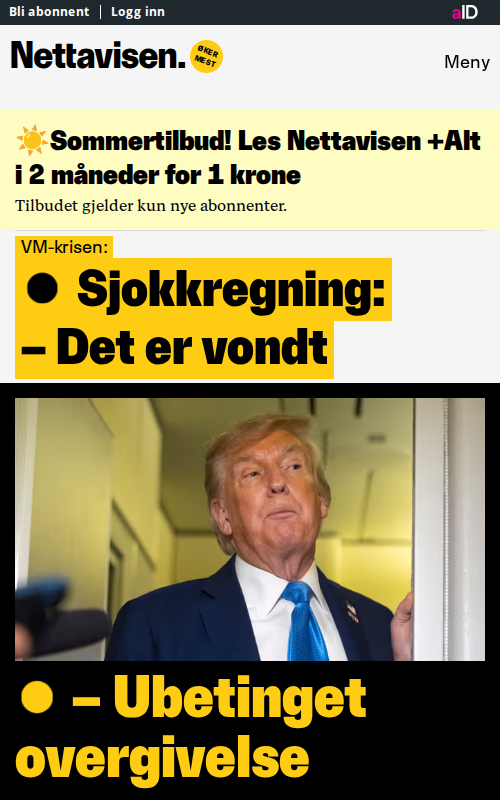 Bli abonnent | Logg inn
aID
Nettavisen.
ØKER
MEST
Meny
☀️Sommertilbud! Les Nettavisen +Alt
i 2 måneder for 1 krone
Tilbudet gjelder kun nye abonnenter.
VM-krisen:
● Sjokkregning:
– Det er vondt
● – Ubetinget
overgivelse